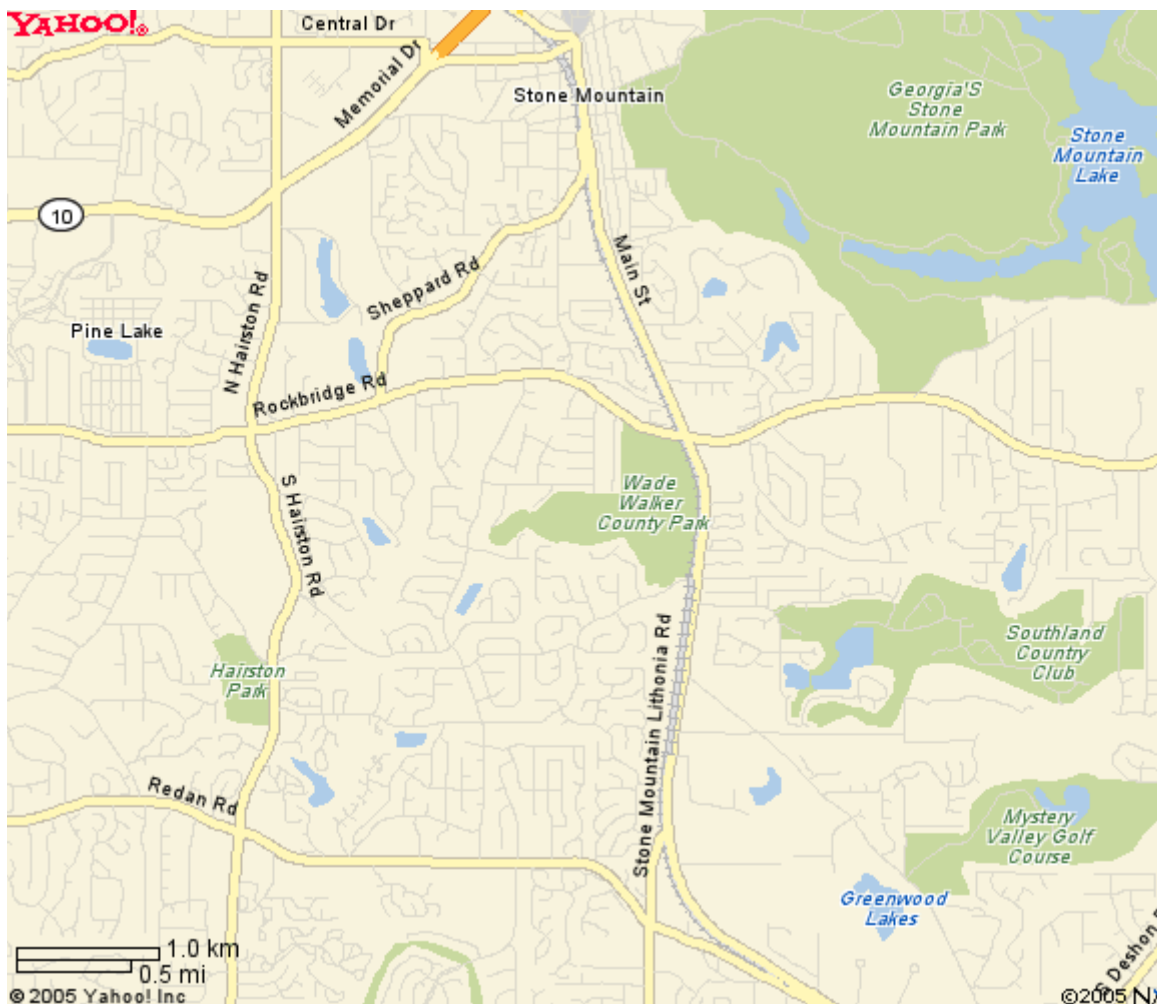 YAHOO!®
Central Dr
Memorial Dr
Stone Mountain
Georgia'S
Stone
Mountain Park
Stone
Mountain
Lake
10
Main St
Sheppard Rd
N Hairston Rd
Pine Lake
Rockbridge Rd
S Hairston Rd
Wade
Walker
County Park
Hairston
Park
Southland
Country
Club
Stone Mountain Lithonia Rd
Redan Rd
Mystery
Valley Golf
Course
Greenwood
Lakes
S Deshon
1.0 km
0.5 mi
© 2005 Yahoo! Inc
©2005